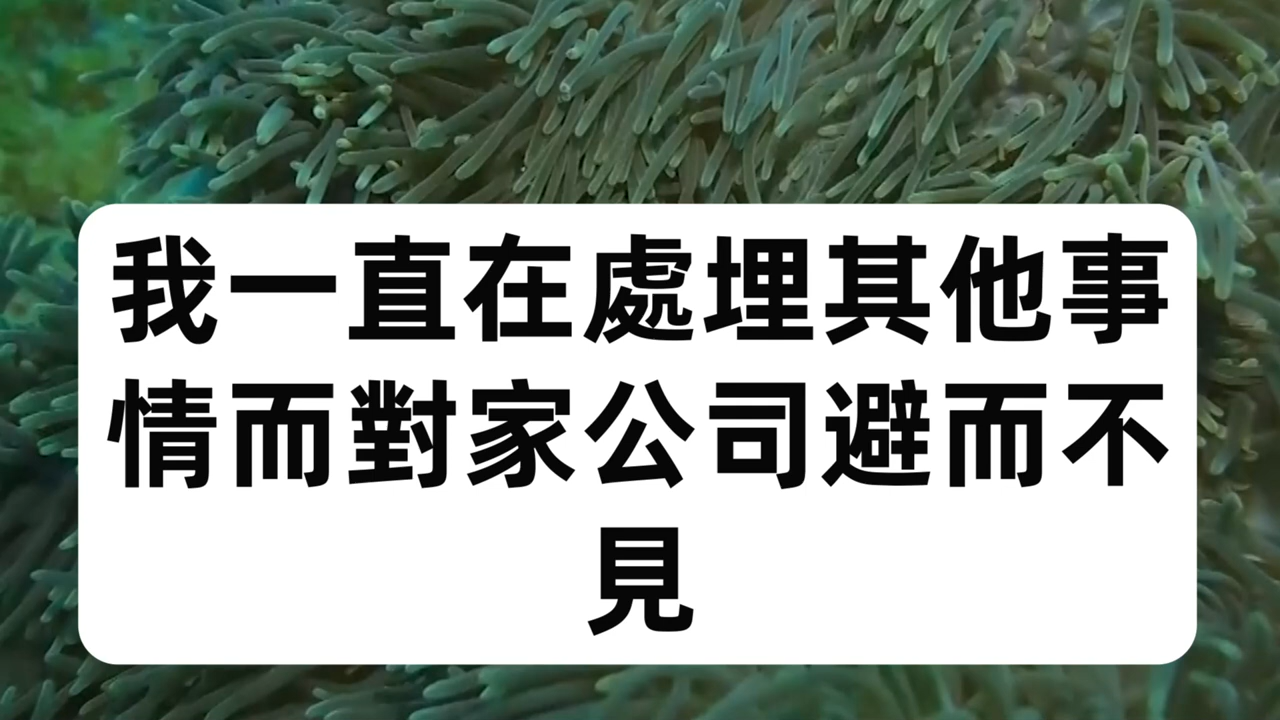 我一直在處埋其他事
情而對家公司避而不
見